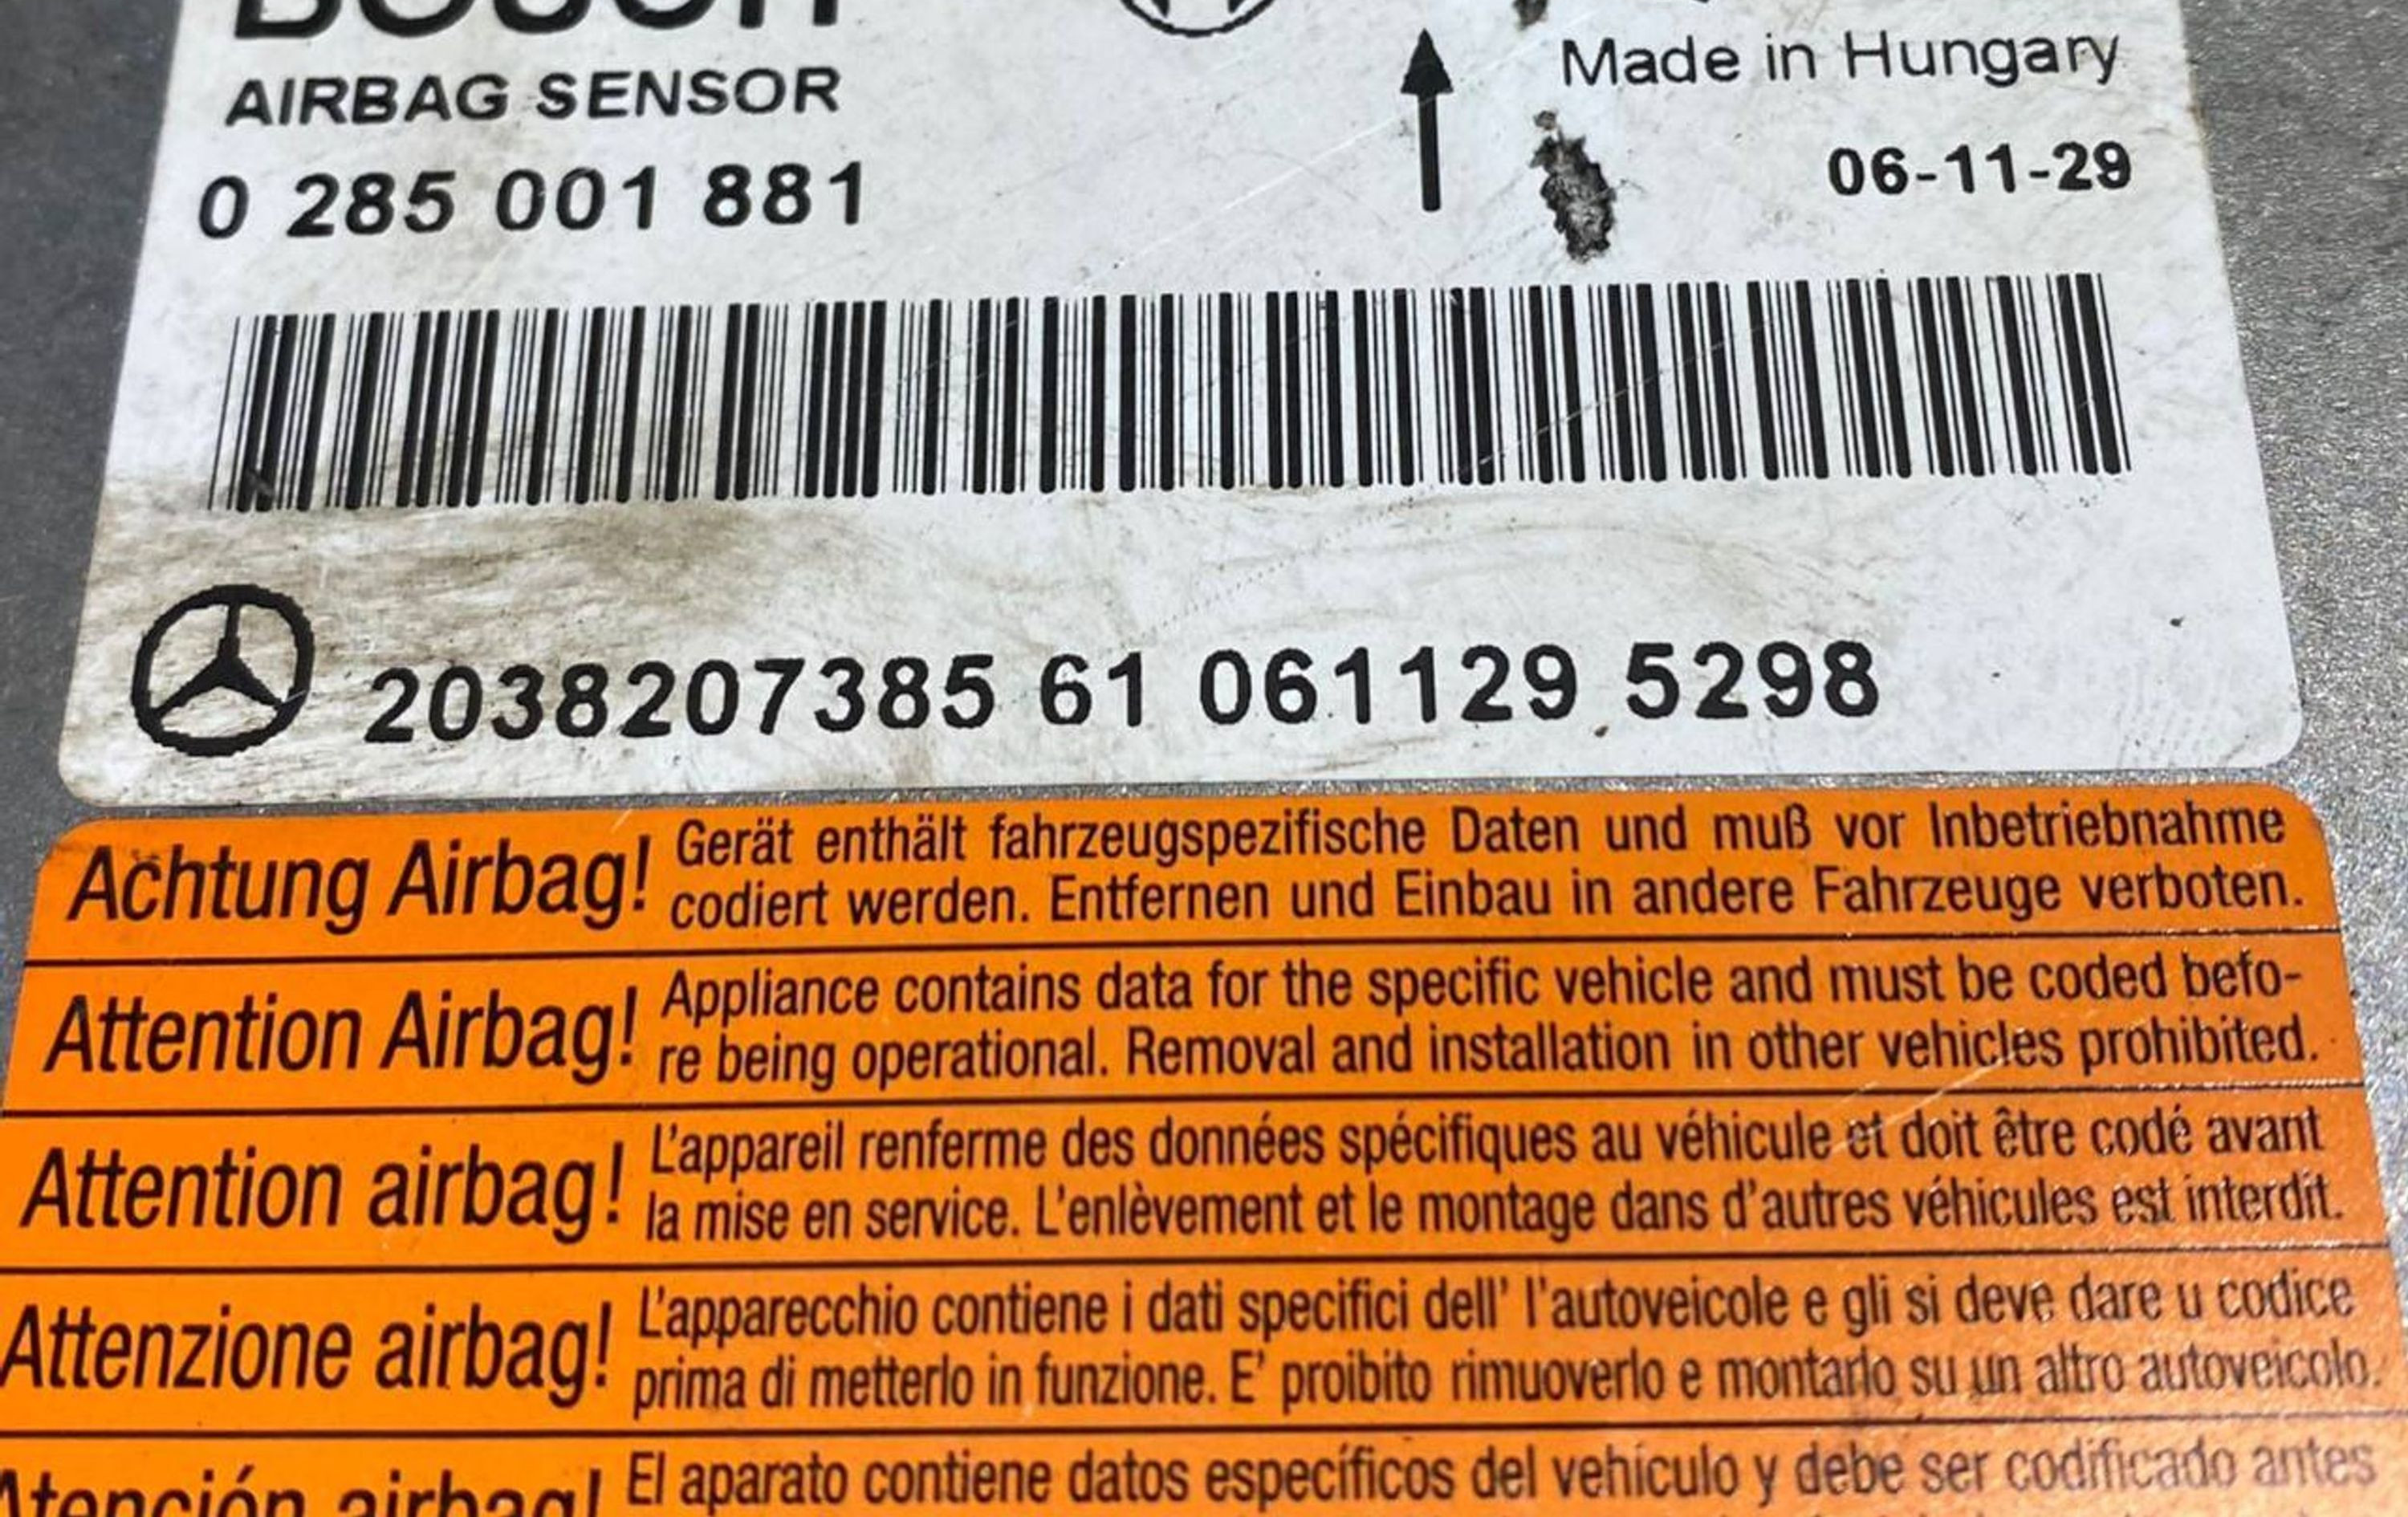 BOSCH
AIRBAG SENSOR
Made in Hungary
0 285 001 881
06-11-29
2038207385 61 061129 5298
Achtung Airbag! Gerät enthält fahrzeugspezifische Daten und muß vor Inbetriebnahme
codiert werden. Entfernen und Einbau in andere Fahrzeuge verboten.
Attention Airbag! Appliance contains data for the specific vehicle and must be coded befo-
re being operational. Removal and installation in other vehicles prohibited.
Attention airbag! L'appareil renferme des données spécifiques au véhicule et doit être codé avant
la mise en service. L'enlèvement et le montage dans d'autres véhicules est interdit.
Attenzione airbag! L'apparecchio contiene i dati specifici dell' l'autoveicole e gli si deve dare u codice
prima di metterlo in funzione. E' proibito rimuoverlo e montarlo su un altro autoveicolo.
Atención airbag! El aparato contiene datos específicos del vehículo y debe ser codificado antes